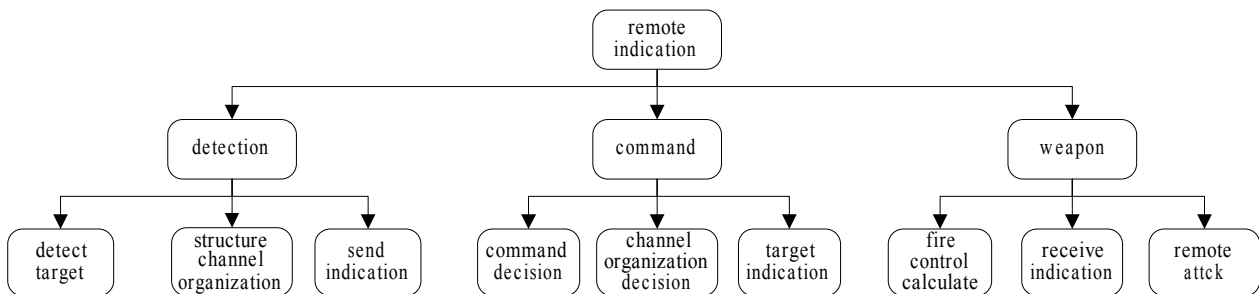 remote
indication
detection
command
weapon
detect
target
structure
channel
organization
send
indication
command
decision
channel
organization
decision
target
indication
fire
control
calculate
receive
indication
remote
attck